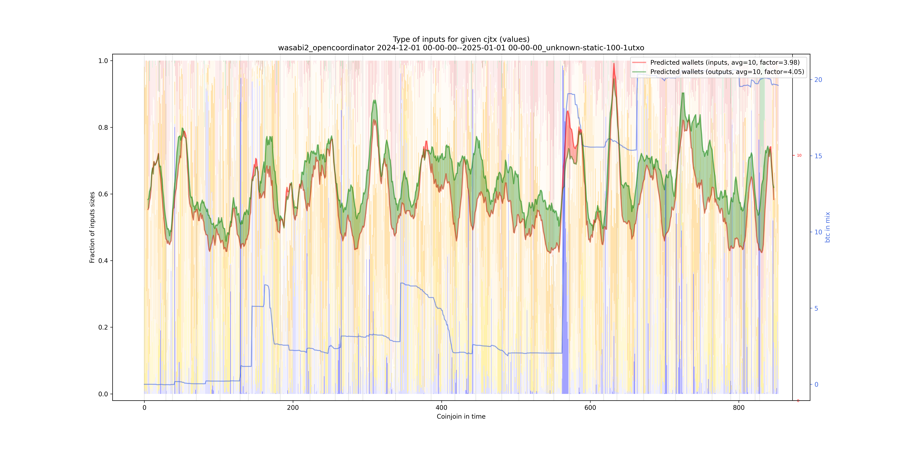 Type of inputs for given cjtx (values)
wasabi2_opencoordinator 2024-12-01 00-00-00--2025-01-01 00-00-00_unknown-static-100-1utxo
Predicted wallets (inputs, avg=10, factor=3.98)
Predicted wallets (outputs, avg=10, factor=4.05)
Fraction of inputs sizes
1.0
0.8
0.6
0.4
0.2
0.0
0
200
400
600
800
Coinjoin in time
20
15
10
5
0
btc in mix